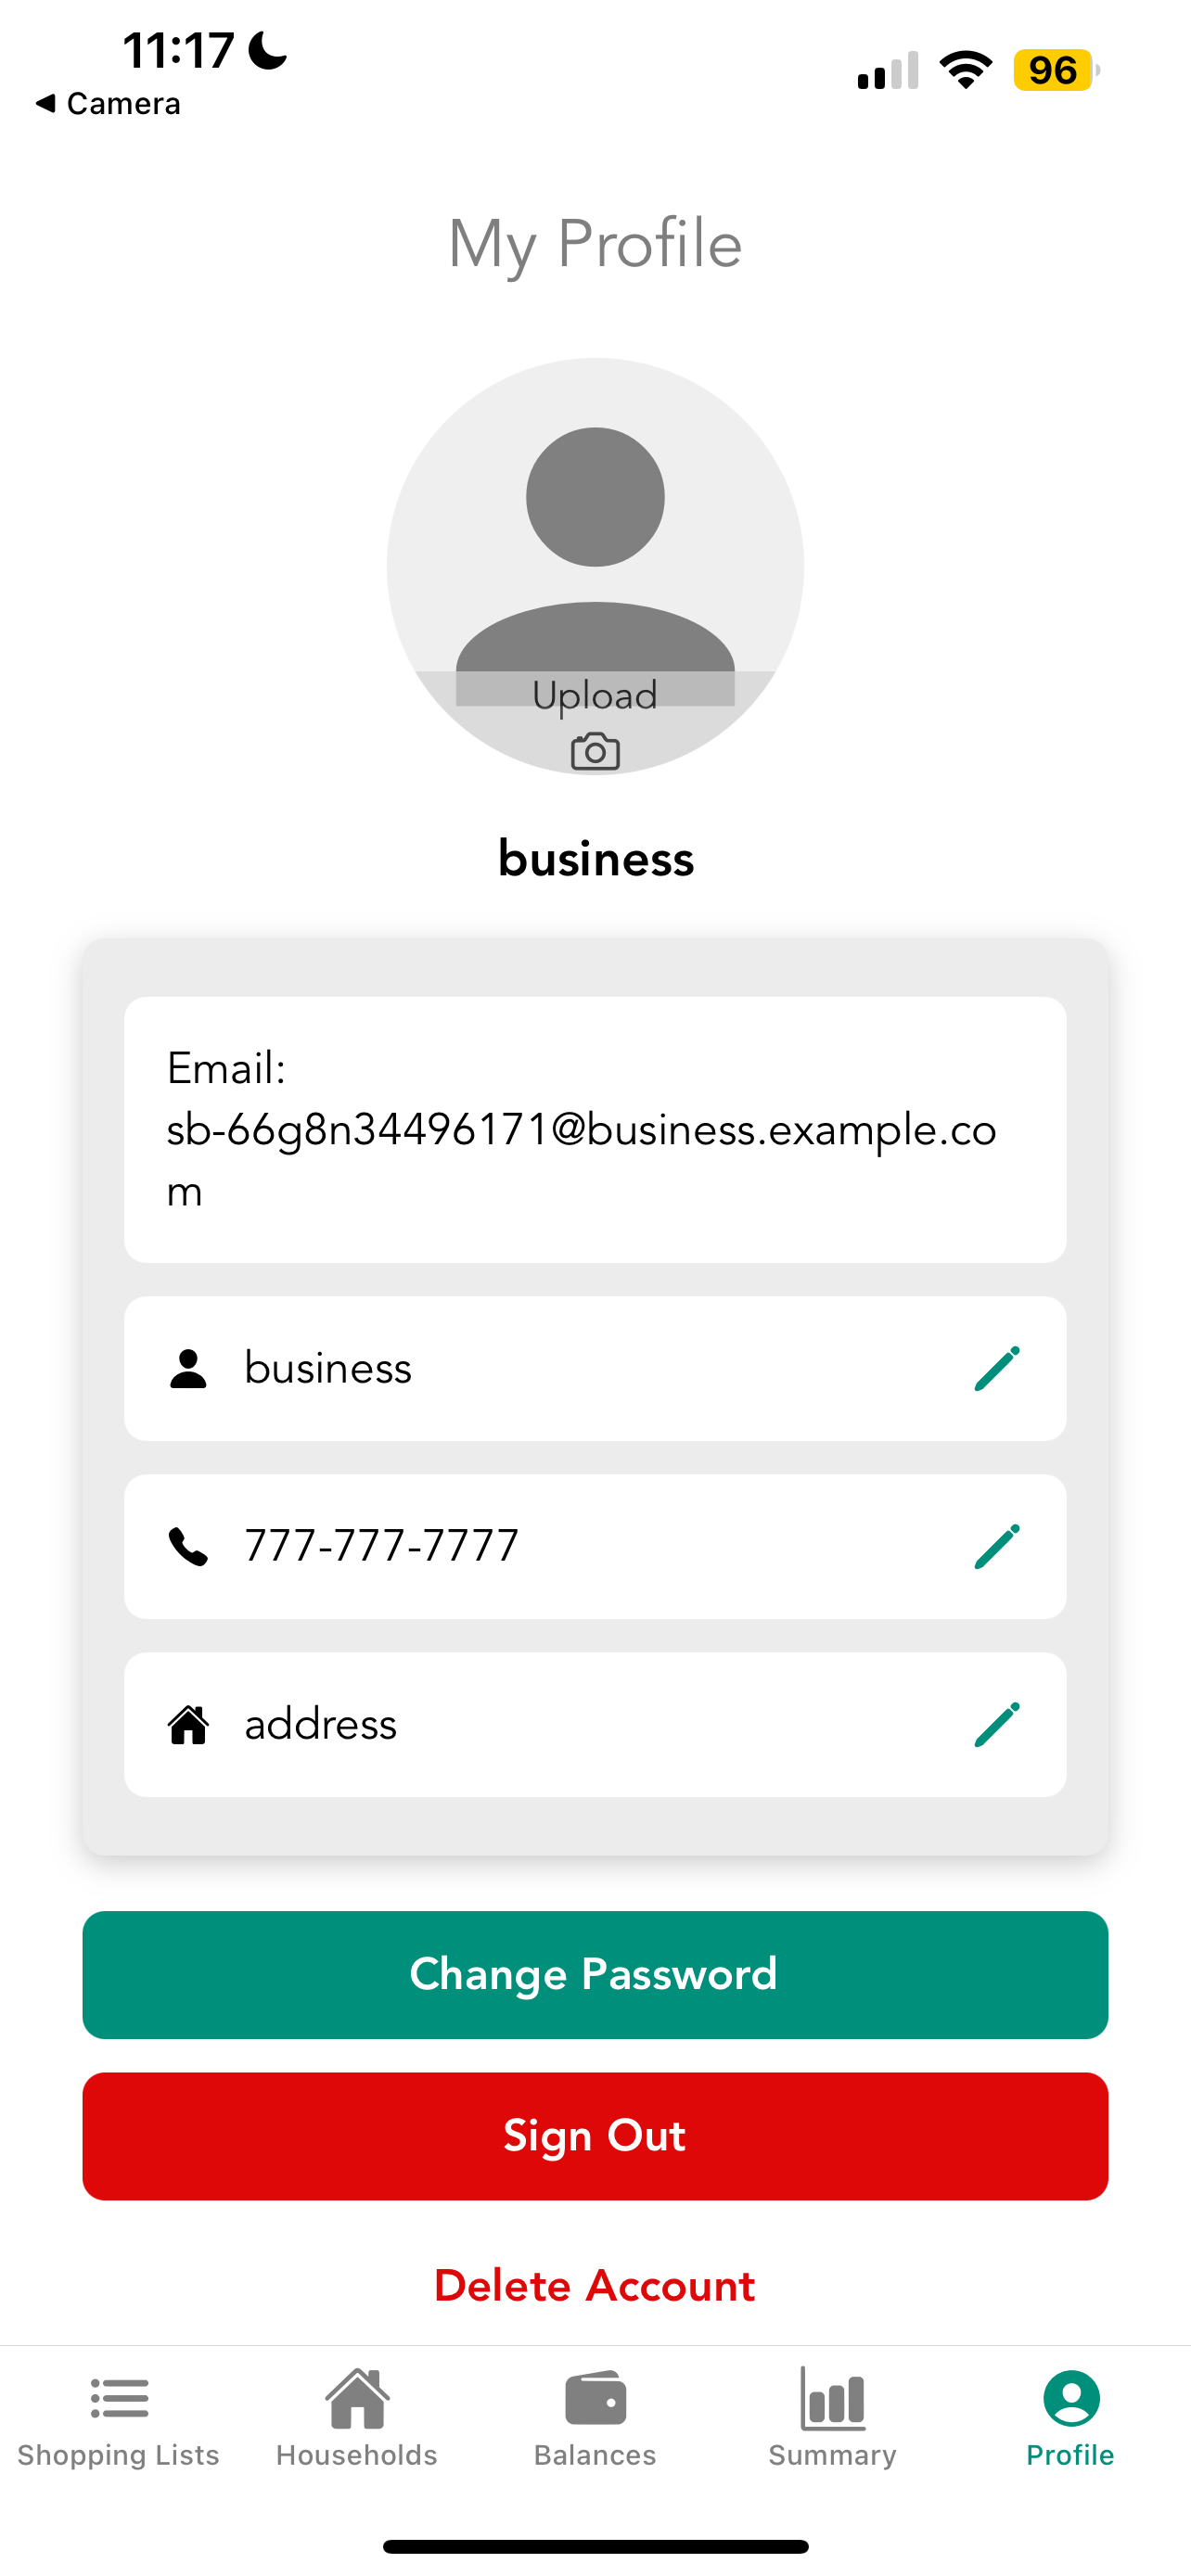 11:17
96
◀ Camera
My Profile
Upload
business
Email:
sb-66g8n34496171@business.example.co
m
business
777-777-7777
address
Change Password
Sign Out
Delete Account
Shopping Lists Households Balances Summary Profile